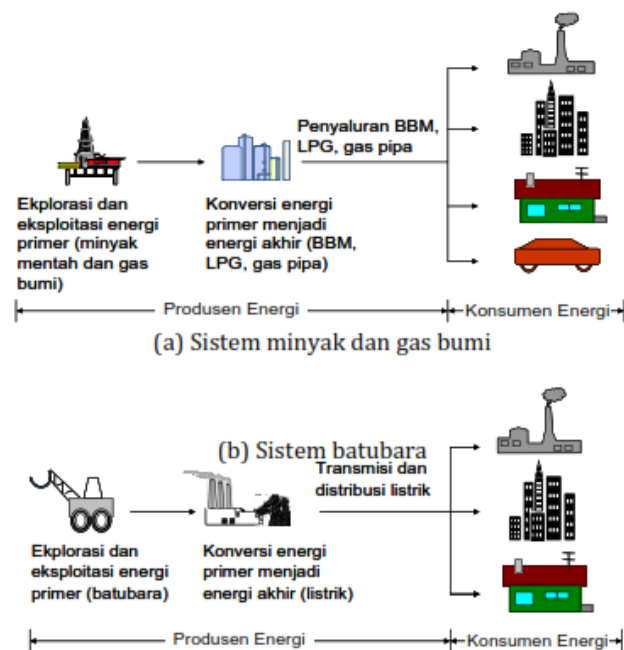 Penyaluran BBM,
LPG, gas pipa
Ekplorasi dan
eksploitasi energi
primer (minyak
mentah dan gas
bumi)
Konversi energi
primer menjadi
energi akhir (BBM,
LPG, gas pipa)
Produsen Energi
Konsumen Energi
(a) Sistem minyak dan gas bumi
(b) Sistem batubara
Transmisi dan
distribusi listrik
Ekplorasi dan
eksploitasi energi
primer (batubara)
Konversi energi
primer menjadi
energi akhir (listrik)
Produsen Energi
Konsumen Energi